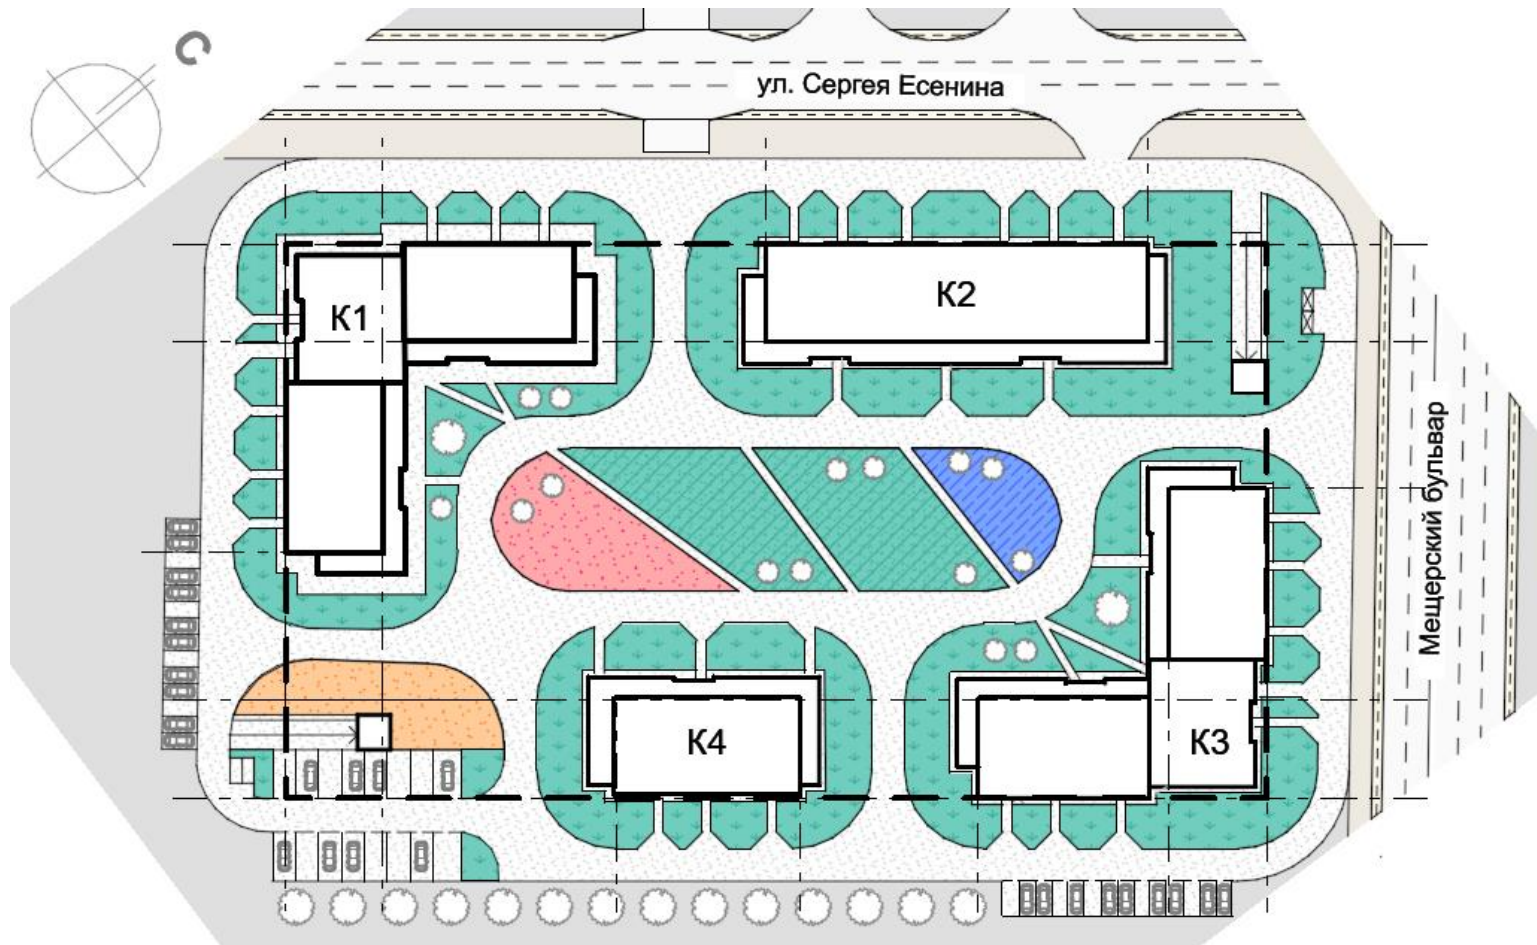 С
ул. Сергея Есенина
К1
К2
Мещерский бульвар
К4
К3